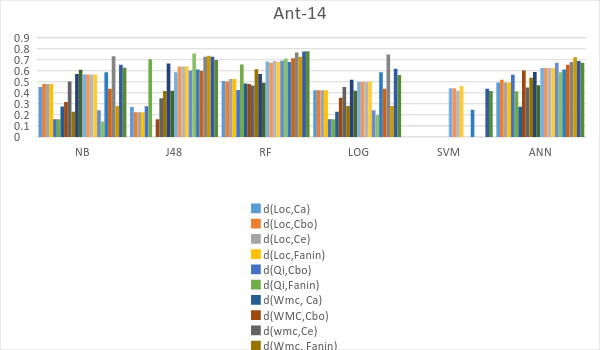 Ant-14
0.9
0.8
0.7
0.6
0.5
0.4
0.3
0.2
0.1
0
NB J48 RF LOG SVM ANN
d(Loc,Ca)
d(Loc,Cbo)
d(Loc,Ce)
d(Loc,Fanin)
d(Qi,Cbo)
d(Qi,Fanin)
d(Wmc, Ca)
d(WMC,Cbo)
d(wmc,Ce)
d(Wmc, Fanin)